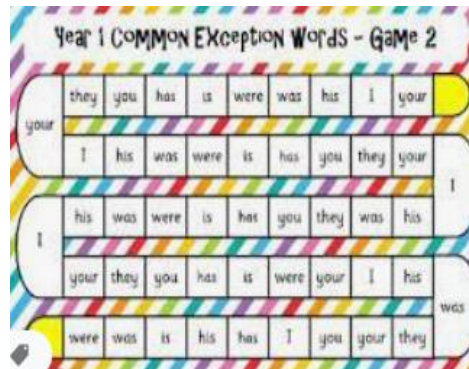 Year 1 Common Exception Words - Game 2
they you has is were was his I your
your
I his was were is has you they your
I
his was were is has you they was his
I
your they you has is were your I his
was
were was is his has I you your they